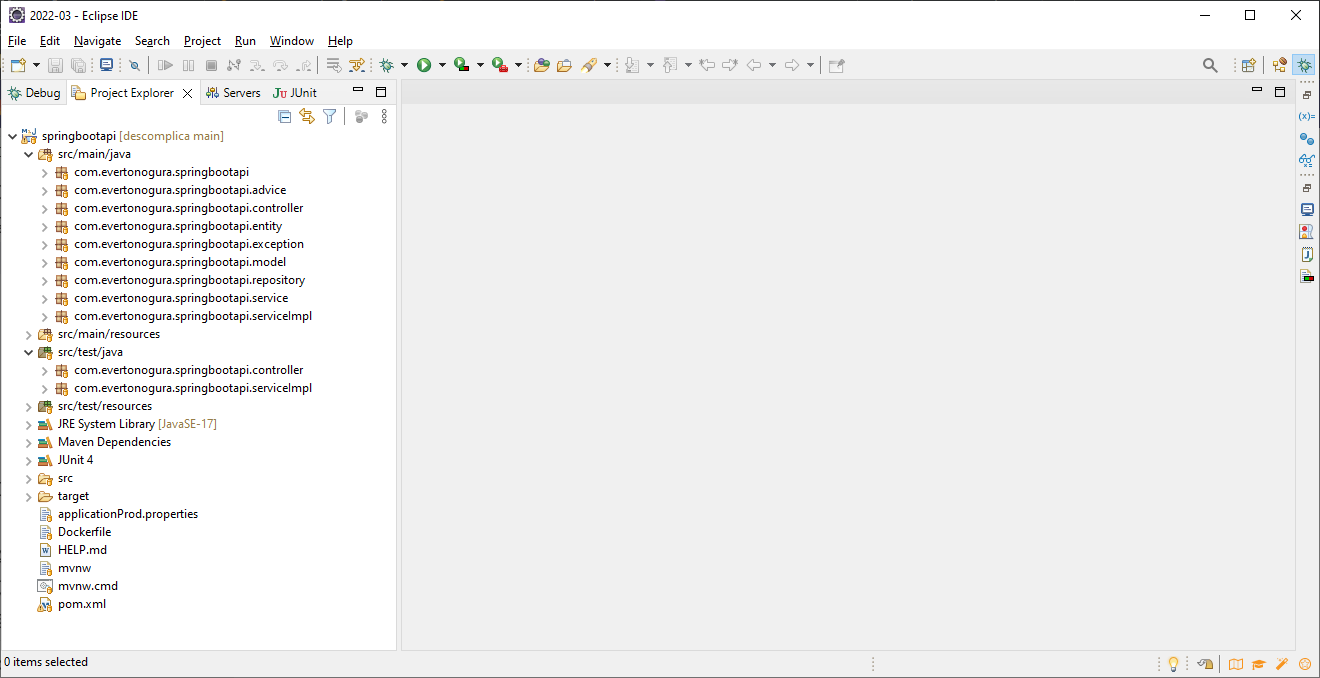 2022-03 - Eclipse IDE
File Edit Navigate Search Project Run Window Help
Debug Project Explorer Servers JUnit
springbootapi [descomplica main]
src/main/java
com.evertonogura.springbootapi
com.evertonogura.springbootapi.advice
com.evertonogura.springbootapi.controller
com.evertonogura.springbootapi.entity
com.evertonogura.springbootapi.exception
com.evertonogura.springbootapi.model
com.evertonogura.springbootapi.repository
com.evertonogura.springbootapi.service
com.evertonogura.springbootapi.serviceImpl
src/main/resources
src/test/java
com.evertonogura.springbootapi.controller
com.evertonogura.springbootapi.serviceImpl
src/test/resources
JRE System Library [JavaSE-17]
Maven Dependencies
JUnit 4
src
target
applicationProd.properties
Dockerfile
HELP.md
mvnw
mvnw.cmd
pom.xml
0 items selected